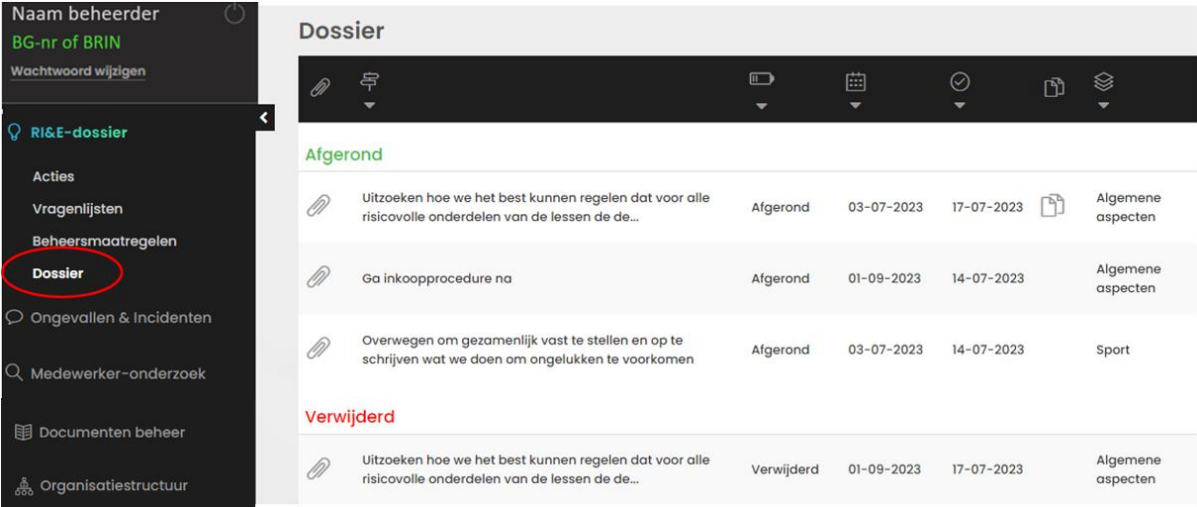 Naam beheerder
BG-nr of BRIN
Wachtwoord wijzigen
RI&E-dossier
Acties
Vragenlijsten
Beheersmaatregelen
Dossier
Ongevallen & Incidenten
Medewerker-onderzoek
Documenten beheer
Organisatiestructuur
Dossier
Afgerond
Uitzoeken hoe we het best kunnen regelen dat voor alle
risicovolle onderdelen van de lessen de de...
Afgerond
03-07-2023
17-07-2023
Algemene
aspecten
Ga inkoopprocedure na
Afgerond
01-09-2023
14-07-2023
Algemene
aspecten
Overwegen om gezamenlijk vast te stellen en op te
schrijven wat we doen om ongelukken te voorkomen
Afgerond
03-07-2023
14-07-2023
Sport
Verwijderd
Uitzoeken hoe we het best kunnen regelen dat voor alle
risicovolle onderdelen van de lessen de de...
Verwijderd
01-09-2023
17-07-2023
Algemene
aspecten